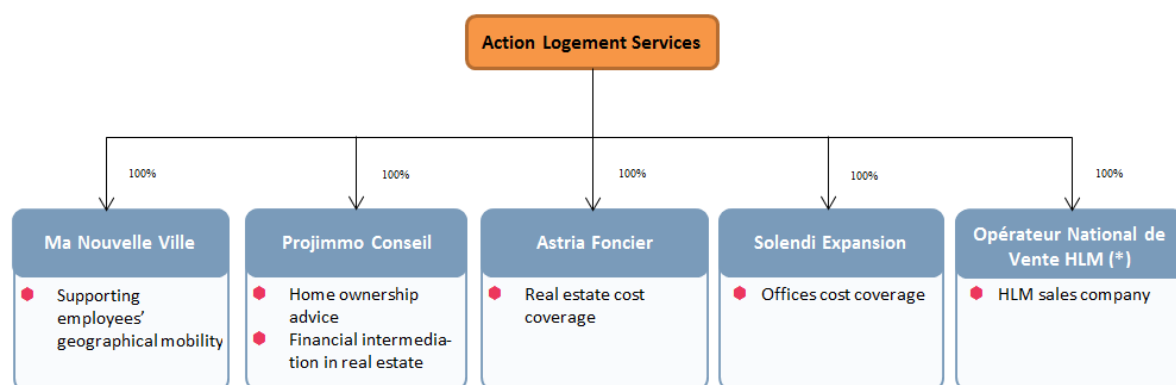 Action Logement Services
100%
100%
100%
100%
100%
Ma Nouvelle Ville
Supporting
employees’
geographical mobility
Projimmo Conseil
Home ownership
advice
Financial intermedia-
tion in real estate
Astria Foncier
Real estate cost
coverage
Solendi Expansion
Offices cost coverage
Opérateur National de
Vente HLM (*)
HLM sales company